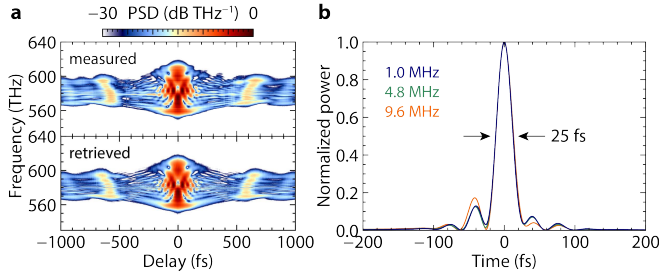 a
−30 PSD (dB THz⁻¹) 0
640
measured
600
560
640
retrieved
600
560
Frequency (THz)
−1000 −500 0 500 1000
Delay (fs)
b
1.0
0.8
0.6
0.4
0.2
0.0
Normalized power
1.0 MHz
4.8 MHz
9.6 MHz
25 fs
−200 −100 0 100 200
Time (fs)